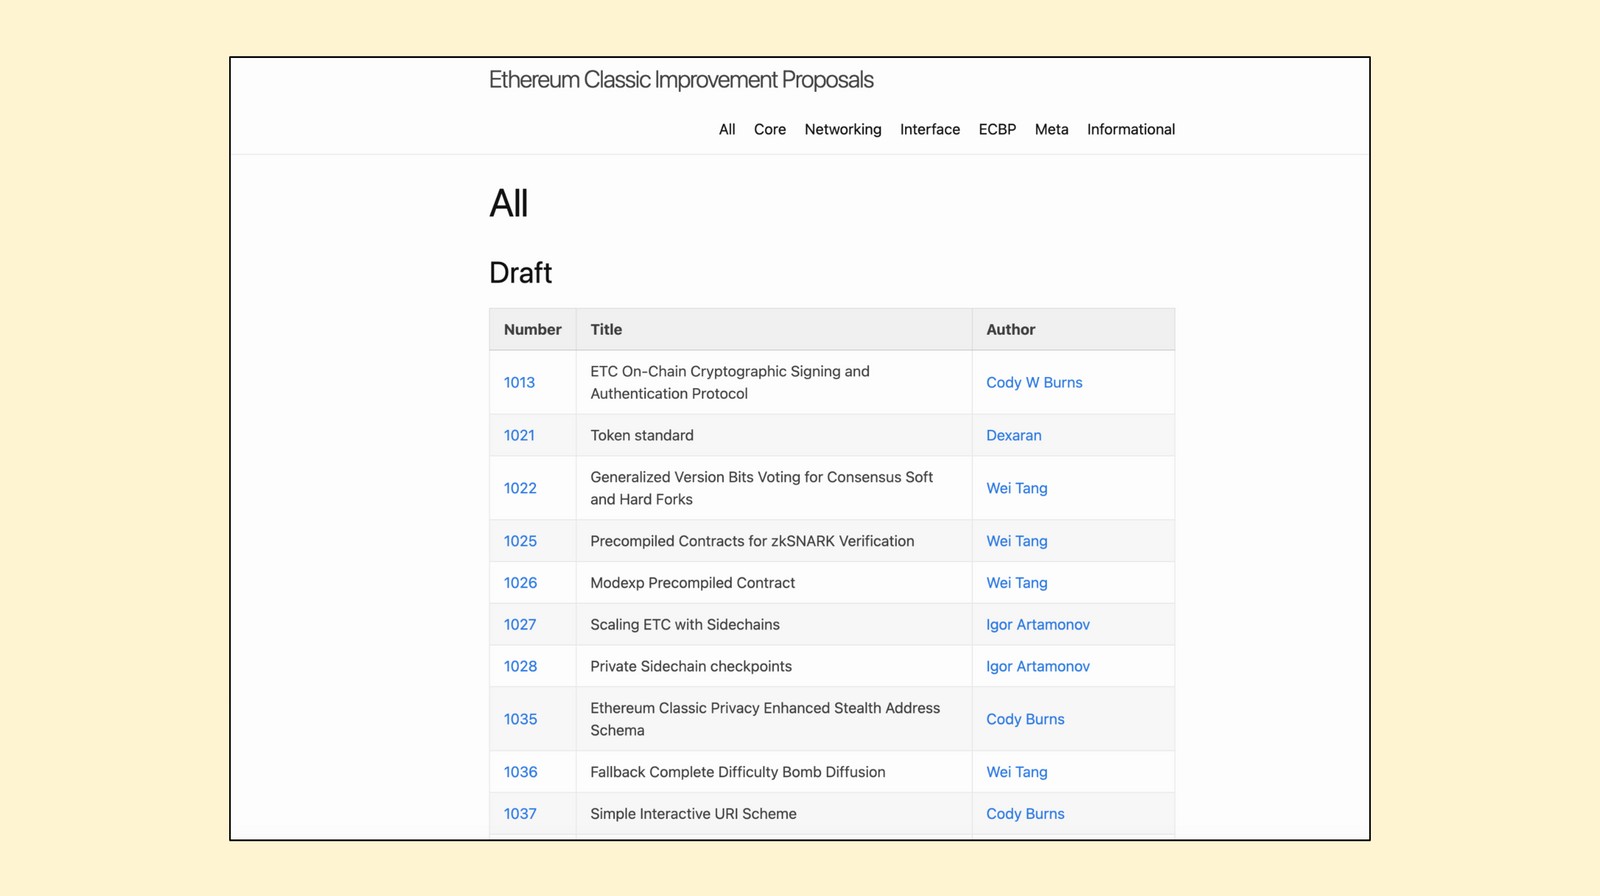 Ethereum Classic Improvement Proposals
All Core Networking Interface ECBP Meta Informational
All
Draft
Number Title Author
1013 ETC On-Chain Cryptographic Signing and Authentication Protocol Cody W Burns
1021 Token standard Dexaran
1022 Generalized Version Bits Voting for Consensus Soft and Hard Forks Wei Tang
1025 Precompiled Contracts for zkSNARK Verification Wei Tang
1026 Modexp Precompiled Contract Wei Tang
1027 Scaling ETC with Sidechains Igor Artamonov
1028 Private Sidechain checkpoints Igor Artamonov
1035 Ethereum Classic Privacy Enhanced Stealth Address Schema Cody Burns
1036 Fallback Complete Difficulty Bomb Diffusion Wei Tang
1037 Simple Interactive URI Scheme Cody Burns